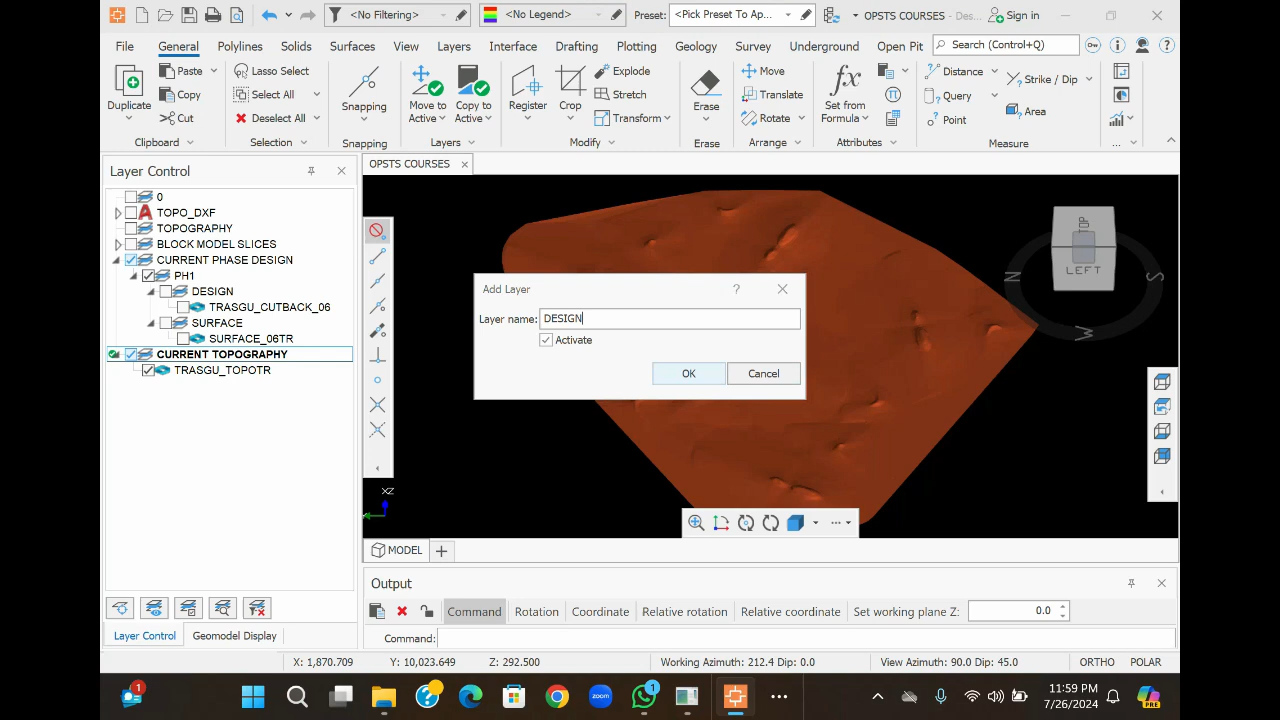 <No Filtering>
<No Legend>
Preset:
<Pick Preset To Ap...
OPSTS COURSES - Des...
Sign in
File
General
Polylines
Solids
Surfaces
View
Layers
Interface
Drafting
Plotting
Geology
Survey
Underground
Open Pit
Search (Control+Q)
Duplicate
Paste
Copy
Cut
Clipboard
Lasso Select
Select All
Deselect All
Selection
Snapping
Snapping
Move to
Active
Copy to
Active
Layers
Register
Crop
Explode
Stretch
Transform
Modify
Erase
Erase
Move
Translate
Rotate
Arrange
Set from
Formula
Attributes
Distance
Query
Point
Strike / Dip
Area
Measure
...
Layer Control
0
TOPO_DXF
TOPOGRAPHY
BLOCK MODEL SLICES
CURRENT PHASE DESIGN
PH1
DESIGN
TRASGU_CUTBACK_06
SURFACE
SURFACE_06TR
CURRENT TOPOGRAPHY
TRASGU_TOPOTR
Layer Control
Geomodel Display
OPSTS COURSES
TOP
LEFT
N
S
W
Add Layer
?
Layer name:
DESIGN
Activate
OK
Cancel
XZ
MODEL
Output
Command
Rotation
Coordinate
Relative rotation
Relative coordinate
Set working plane Z:
0.0
Command:
X: 1,870.709
Y: 10,023.649
Z: 292.500
Working Azimuth: 212.4 Dip: 0.0
View Azimuth: 90.0 Dip: 45.0
ORTHO
POLAR
1
zoom
1
11:59 PM
7/26/2024
PRE